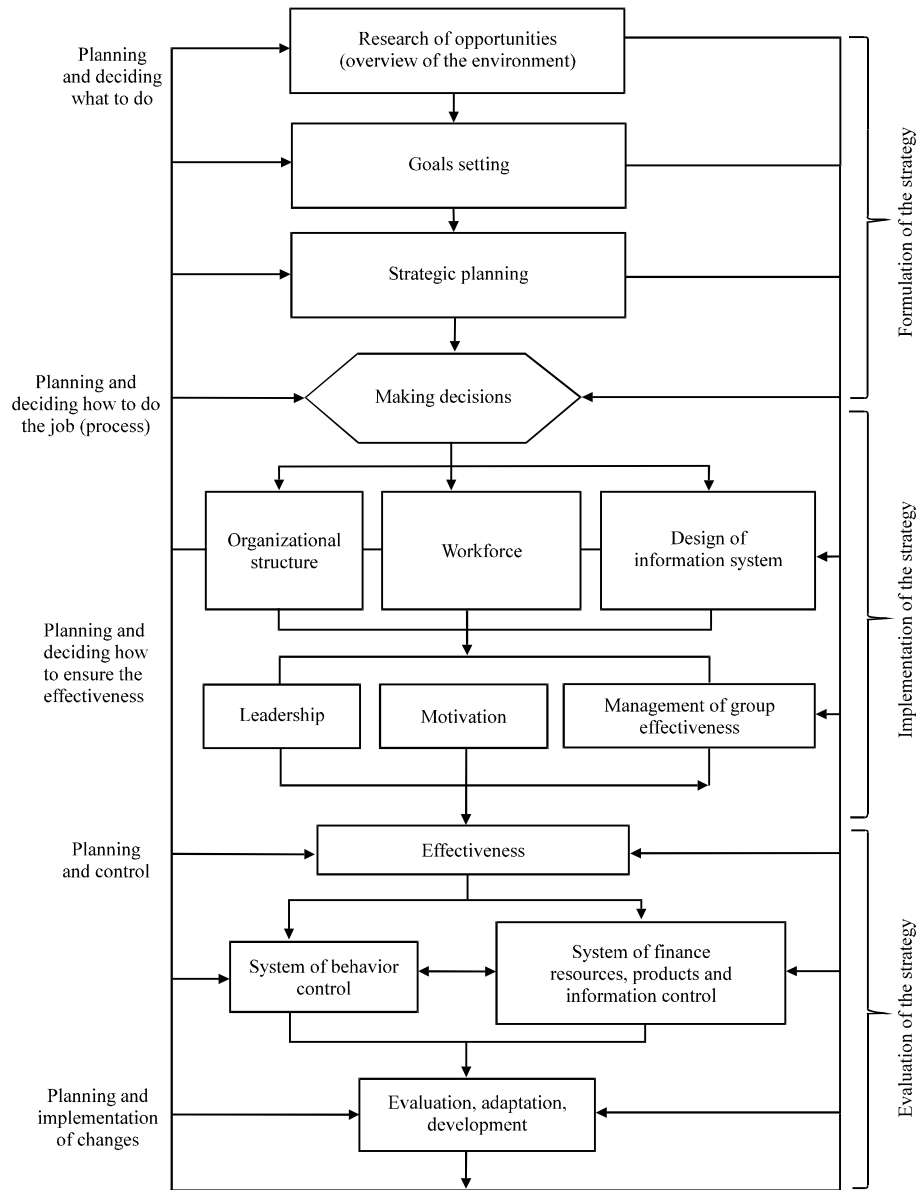 Planning
and deciding
what to do
Research of opportunities
(overview of the environment)
Goals setting
Strategic planning
Formulation of the strategy
Planning and
deciding how to do
the job (process)
Making decisions
Organizational
structure
Workforce
Design of
information system
Implementation of the strategy
Planning and
deciding how
to ensure the
effectiveness
Leadership
Motivation
Management of group
effectiveness
Planning
and control
Effectiveness
System of behavior
control
System of finance
resources, products and
information control
Evaluation of the strategy
Planning and
implementation
of changes
Evaluation, adaptation,
development